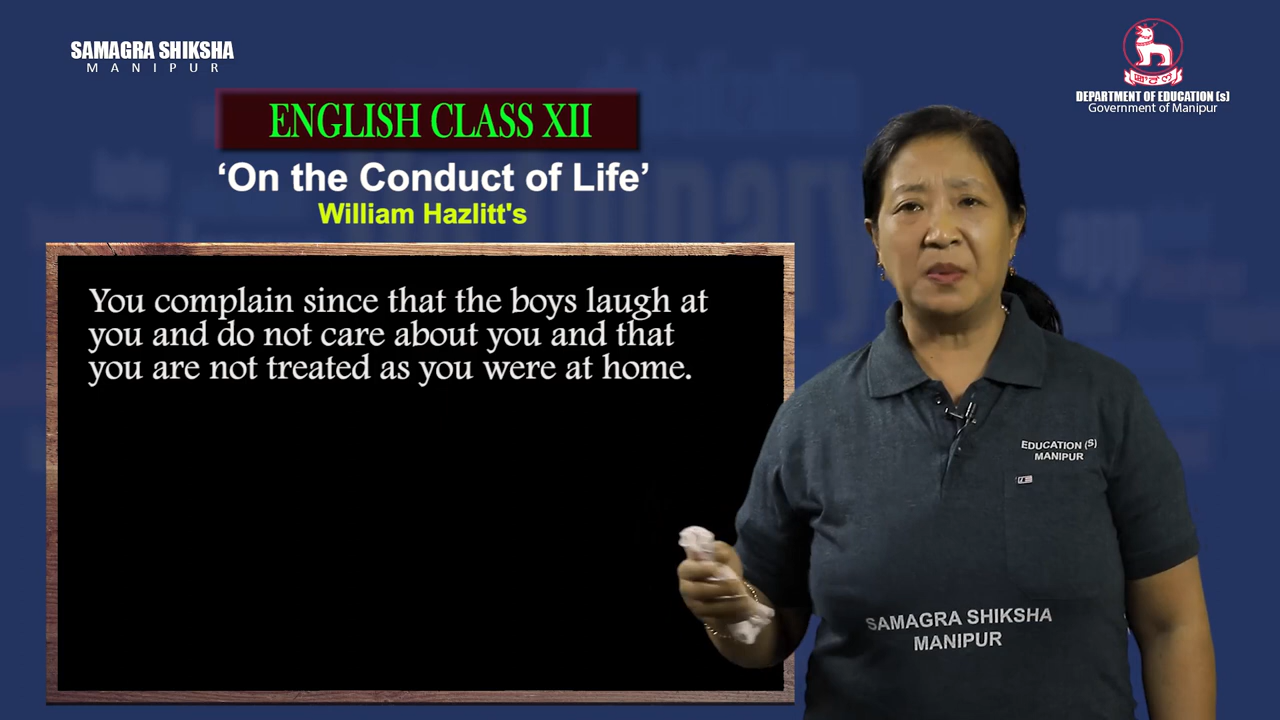 SAMAGRA SHIKSHA
MANIPUR
DEPARTMENT OF EDUCATION (s)
Government of Manipur
ENGLISH CLASS XII
‘On the Conduct of Life’
William Hazlitt's
You complain since that the boys laugh at
you and do not care about you and that
you are not treated as you were at home.
EDUCATION (S)
MANIPUR
SAMAGRA SHIKSHA
MANIPUR